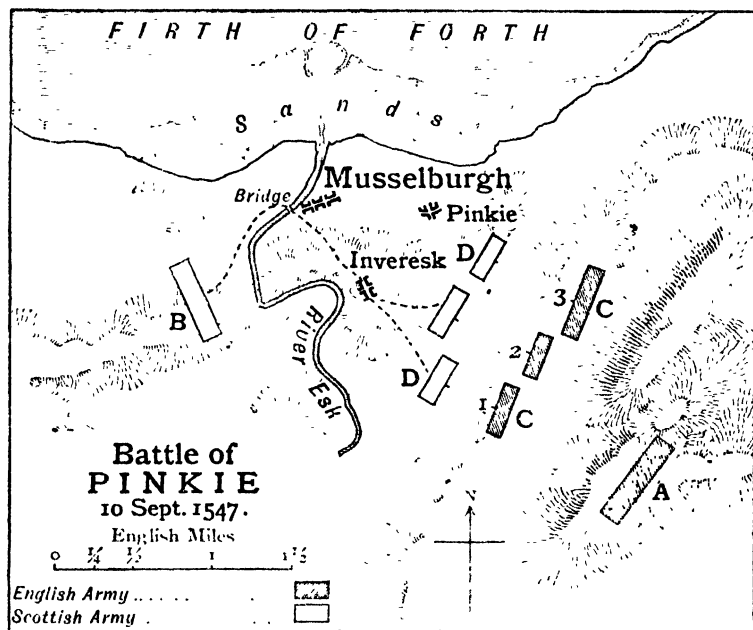 FIRTH OF FORTH
Sands
Bridge
Musselburgh
Pinkie
Inveresk
D
B
3
C
River Esk
2
D
1
C
A
Battle of
PINKIE
10 Sept. 1547.
English Miles
0 ¼ ½ 1 1½
N
English Army
Scottish Army